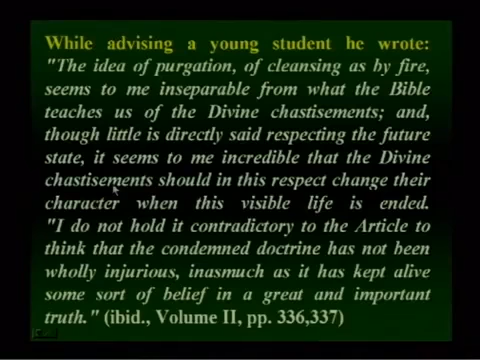 While advising a young student he wrote:
"The idea of purgation, of cleansing as by fire,
seems to me inseparable from what the Bible
teaches us of the Divine chastisements; and,
though little is directly said respecting the future
state, it seems to me incredible that the Divine
chastisements should in this respect change their
character when this visible life is ended.
"I do not hold it contradictory to the Article to
think that the condemned doctrine has not been
wholly injurious, inasmuch as it has kept alive
some sort of belief in a great and important
truth." (ibid., Volume II, pp. 336,337)